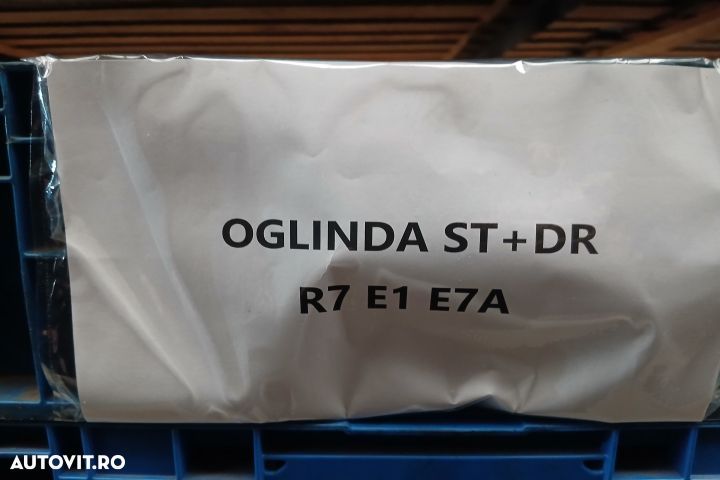 OGLINDA ST+DR
R7 E1 E7A
AUTOVIT.RO